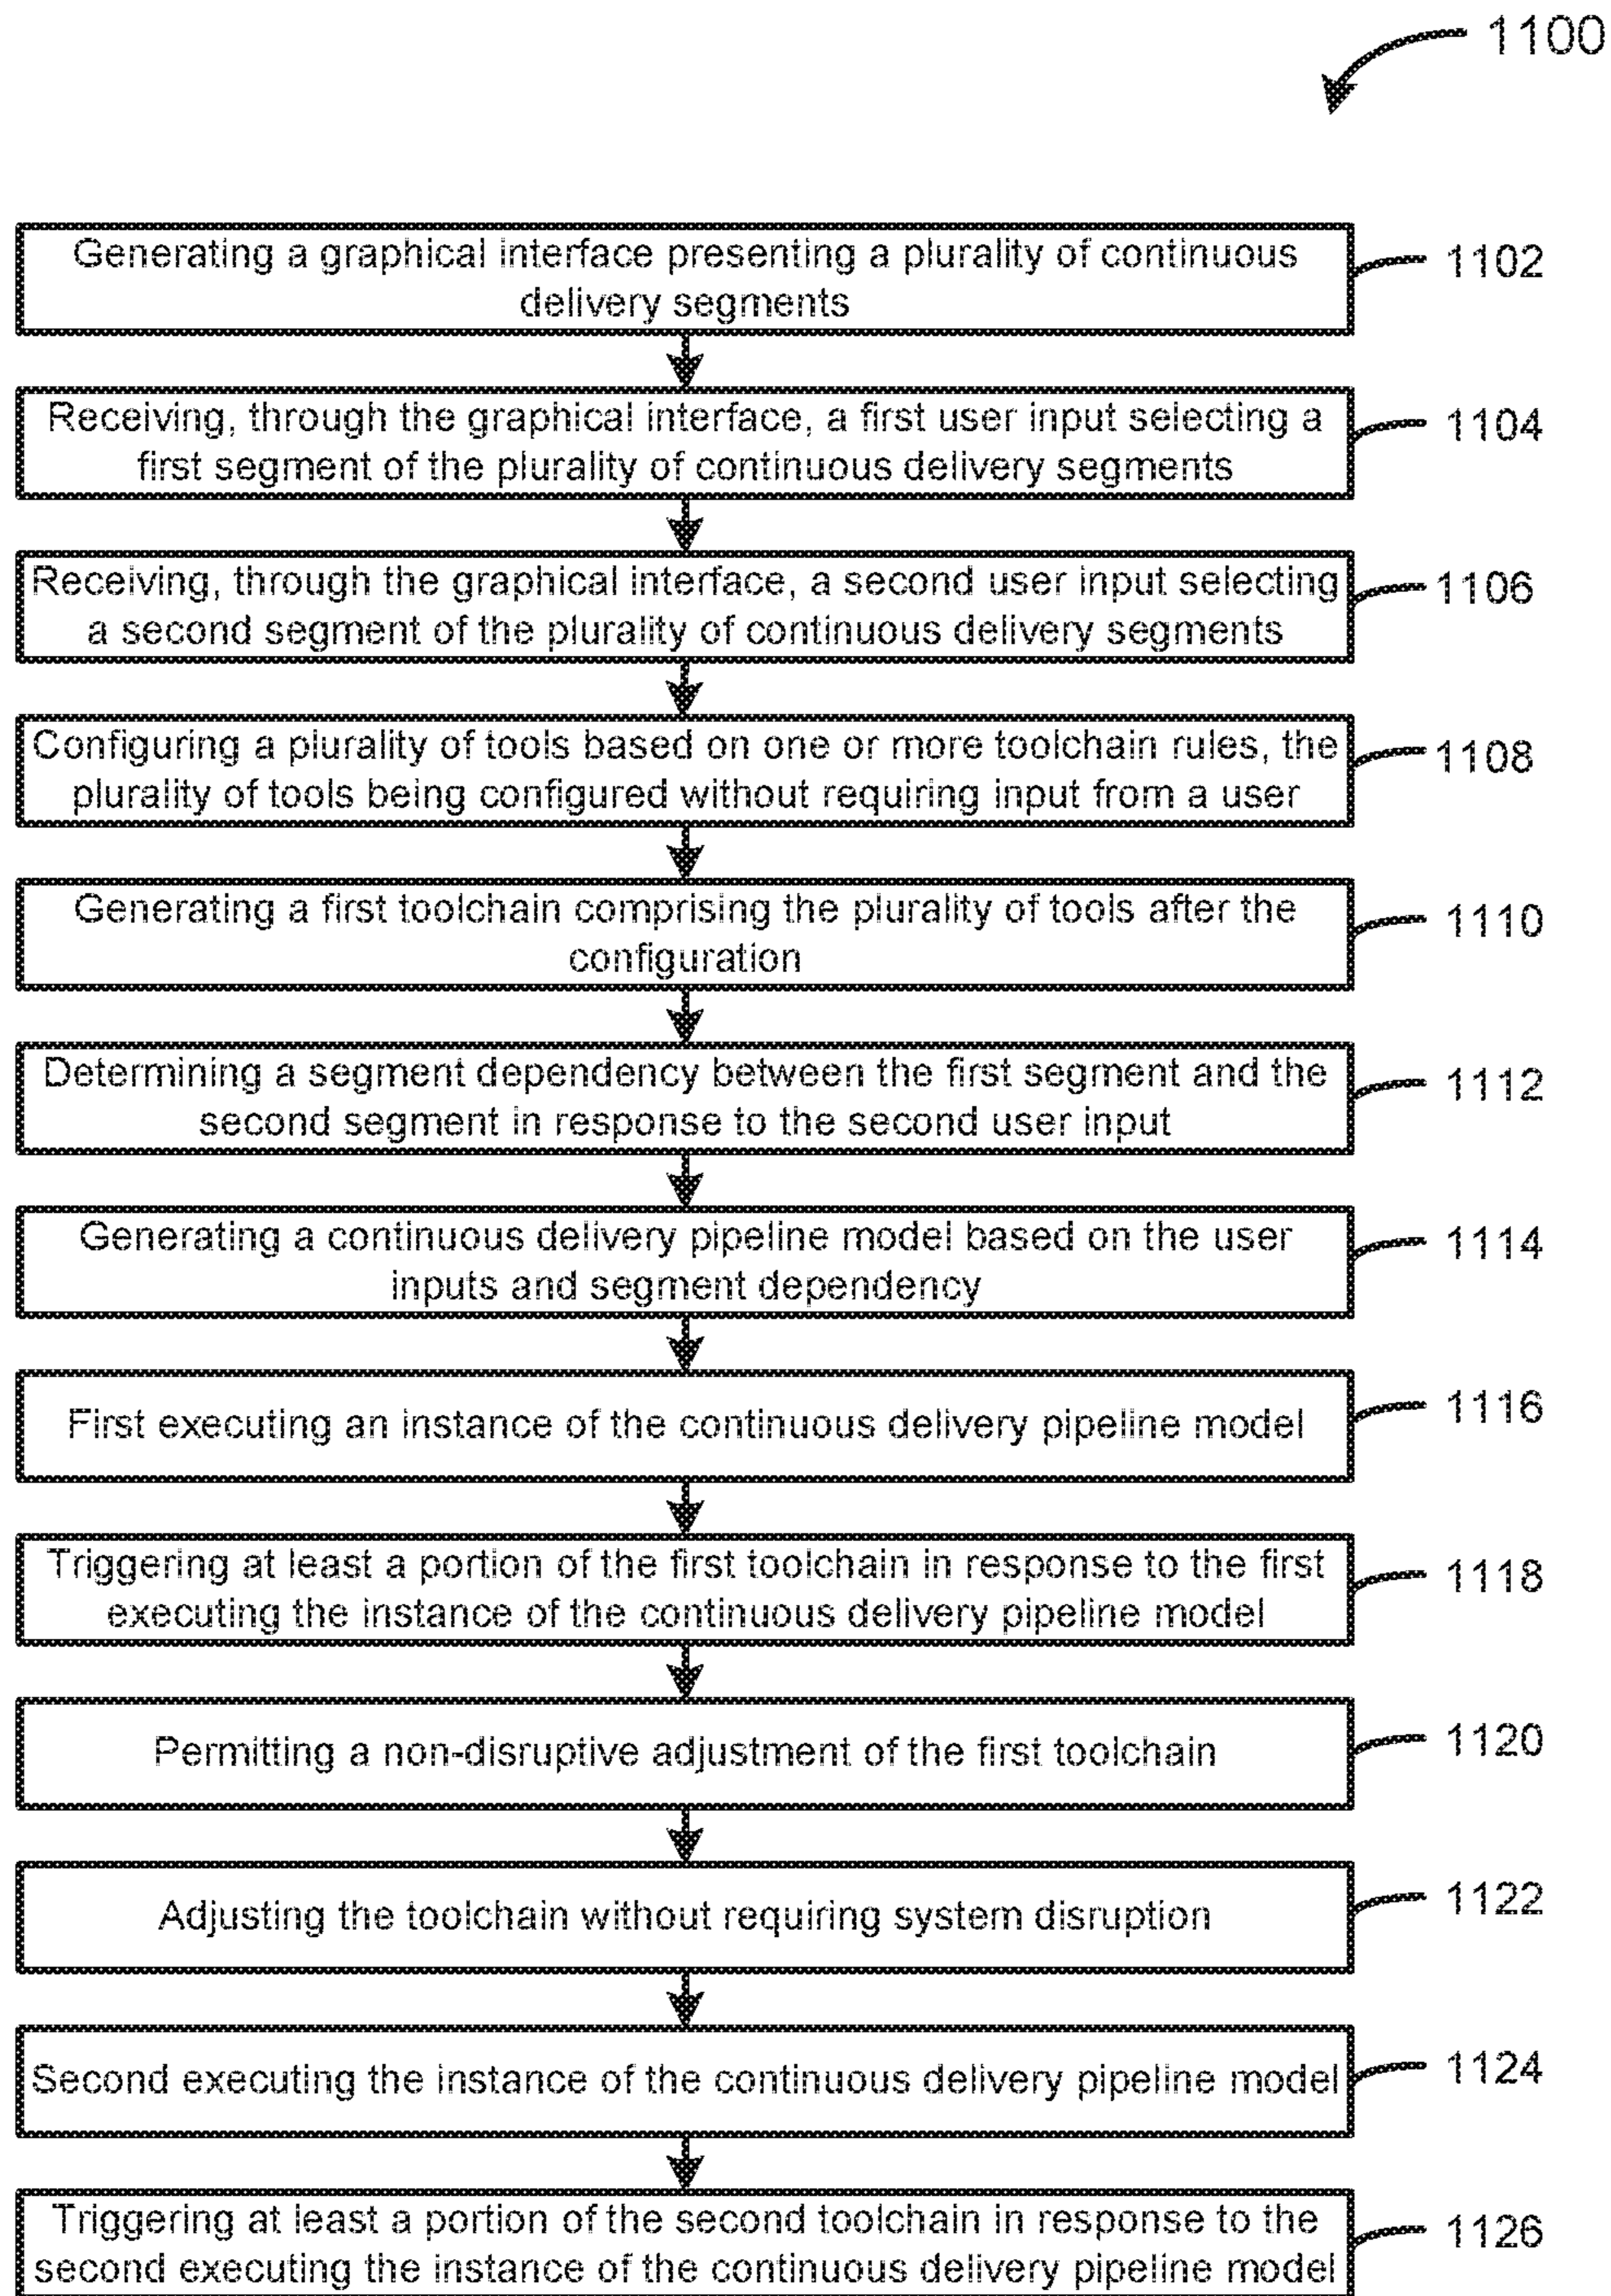 1100
Generating a graphical interface presenting a plurality of continuous
delivery segments
1102
Receiving, through the graphical interface, a first user input selecting a
first segment of the plurality of continuous delivery segments
1104
Receiving, through the graphical interface, a second user input selecting
a second segment of the plurality of continuous delivery segments
1106
Configuring a plurality of tools based on one or more toolchain rules, the
plurality of tools being configured without requiring input from a user
1108
Generating a first toolchain comprising the plurality of tools after the
configuration
1110
Determining a segment dependency between the first segment and the
second segment in response to the second user input
1112
Generating a continuous delivery pipeline model based on the user
inputs and segment dependency
1114
First executing an instance of the continuous delivery pipeline model
1116
Triggering at least a portion of the first toolchain in response to the first
executing the instance of the continuous delivery pipeline model
1118
Permitting a non-disruptive adjustment of the first toolchain
1120
Adjusting the toolchain without requiring system disruption
1122
Second executing the instance of the continuous delivery pipeline model
1124
Triggering at least a portion of the second toolchain in response to the
second executing the instance of the continuous delivery pipeline model
1126